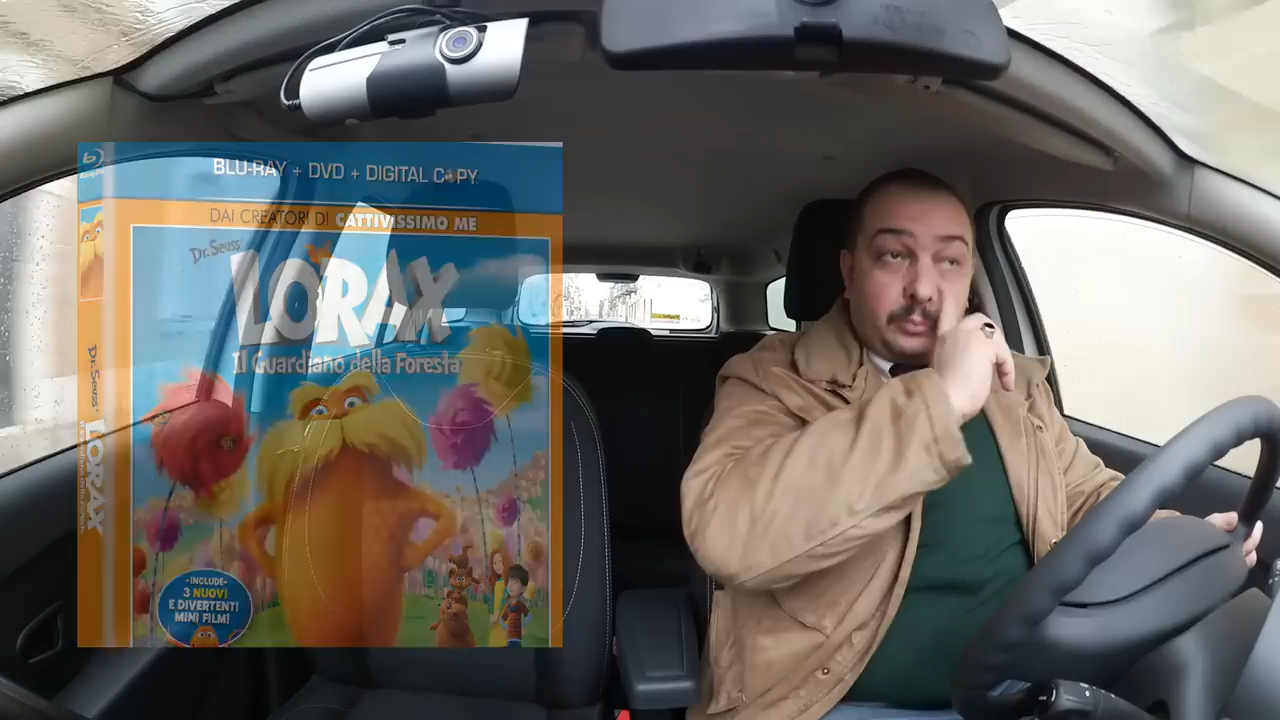 BLU-RAY + DVD + DIGITAL COPY
DAI CREATORI DI CATTIVISSIMO ME
Dr. Seuss'
LORAX
Il Guardiano della Foresta
Dr. Seuss'
LORAX
-INCLUDE-
3 NUOVI
E DIVERTENTI
MINI FILM!